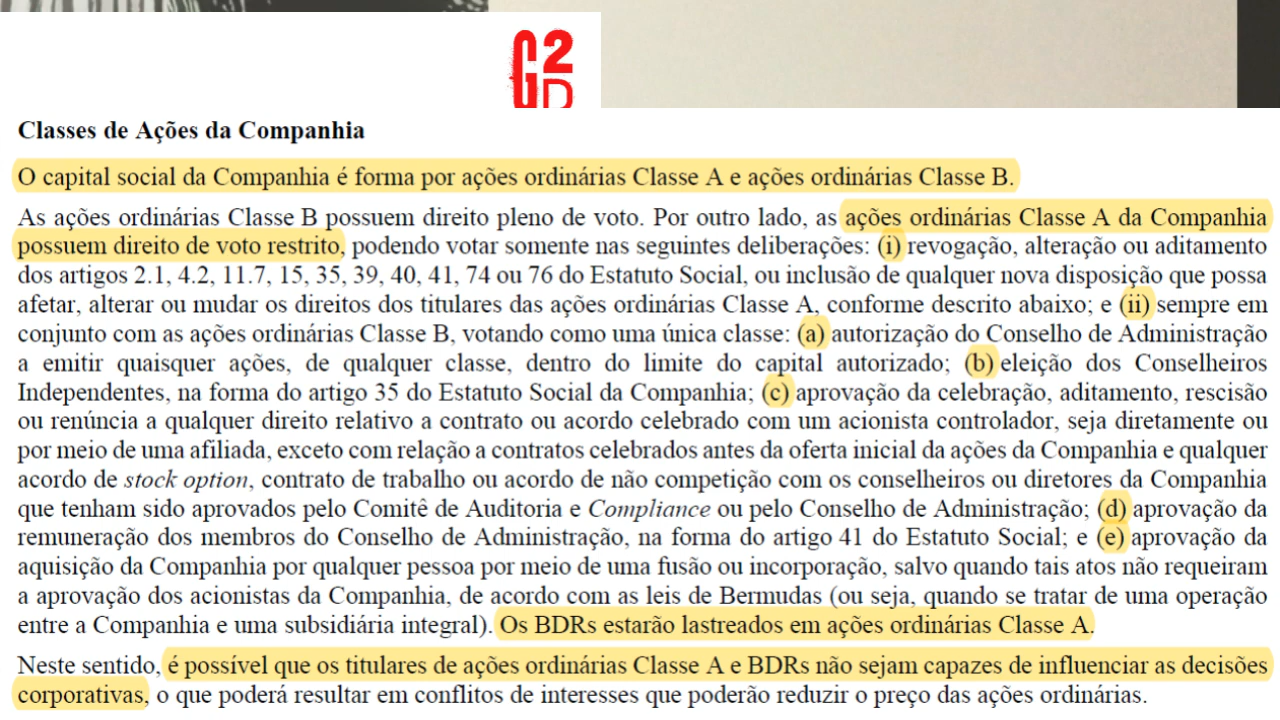 G2D
Classes de Ações da Companhia
O capital social da Companhia é forma por ações ordinárias Classe A e ações ordinárias Classe B.
As ações ordinárias Classe B possuem direito pleno de voto. Por outro lado, as ações ordinárias Classe A da Companhia
possuem direito de voto restrito, podendo votar somente nas seguintes deliberações: (i) revogação, alteração ou aditamento
dos artigos 2.1, 4.2, 11.7, 15, 35, 39, 40, 41, 74 ou 76 do Estatuto Social, ou inclusão de qualquer nova disposição que possa
afetar, alterar ou mudar os direitos dos titulares das ações ordinárias Classe A, conforme descrito abaixo; e (ii) sempre em
conjunto com as ações ordinárias Classe B, votando como uma única classe: (a) autorização do Conselho de Administração
a emitir quaisquer ações, de qualquer classe, dentro do limite do capital autorizado; (b) eleição dos Conselheiros
Independentes, na forma do artigo 35 do Estatuto Social da Companhia; (c) aprovação da celebração, aditamento, rescisão
ou renúncia a qualquer direito relativo a contrato ou acordo celebrado com um acionista controlador, seja diretamente ou
por meio de uma afiliada, exceto com relação a contratos celebrados antes da oferta inicial da ações da Companhia e qualquer
acordo de stock option, contrato de trabalho ou acordo de não competição com os conselheiros ou diretores da Companhia
que tenham sido aprovados pelo Comitê de Auditoria e Compliance ou pelo Conselho de Administração; (d) aprovação da
remuneração dos membros do Conselho de Administração, na forma do artigo 41 do Estatuto Social; e (e) aprovação da
aquisição da Companhia por qualquer pessoa por meio de uma fusão ou incorporação, salvo quando tais atos não requeiram
a aprovação dos acionistas da Companhia, de acordo com as leis de Bermudas (ou seja, quando se tratar de uma operação
entre a Companhia e uma subsidiária integral). Os BDRs estarão lastreados em ações ordinárias Classe A.
Neste sentido, é possível que os titulares de ações ordinárias Classe A e BDRs não sejam capazes de influenciar as decisões
corporativas, o que poderá resultar em conflitos de interesses que poderão reduzir o preço das ações ordinárias.